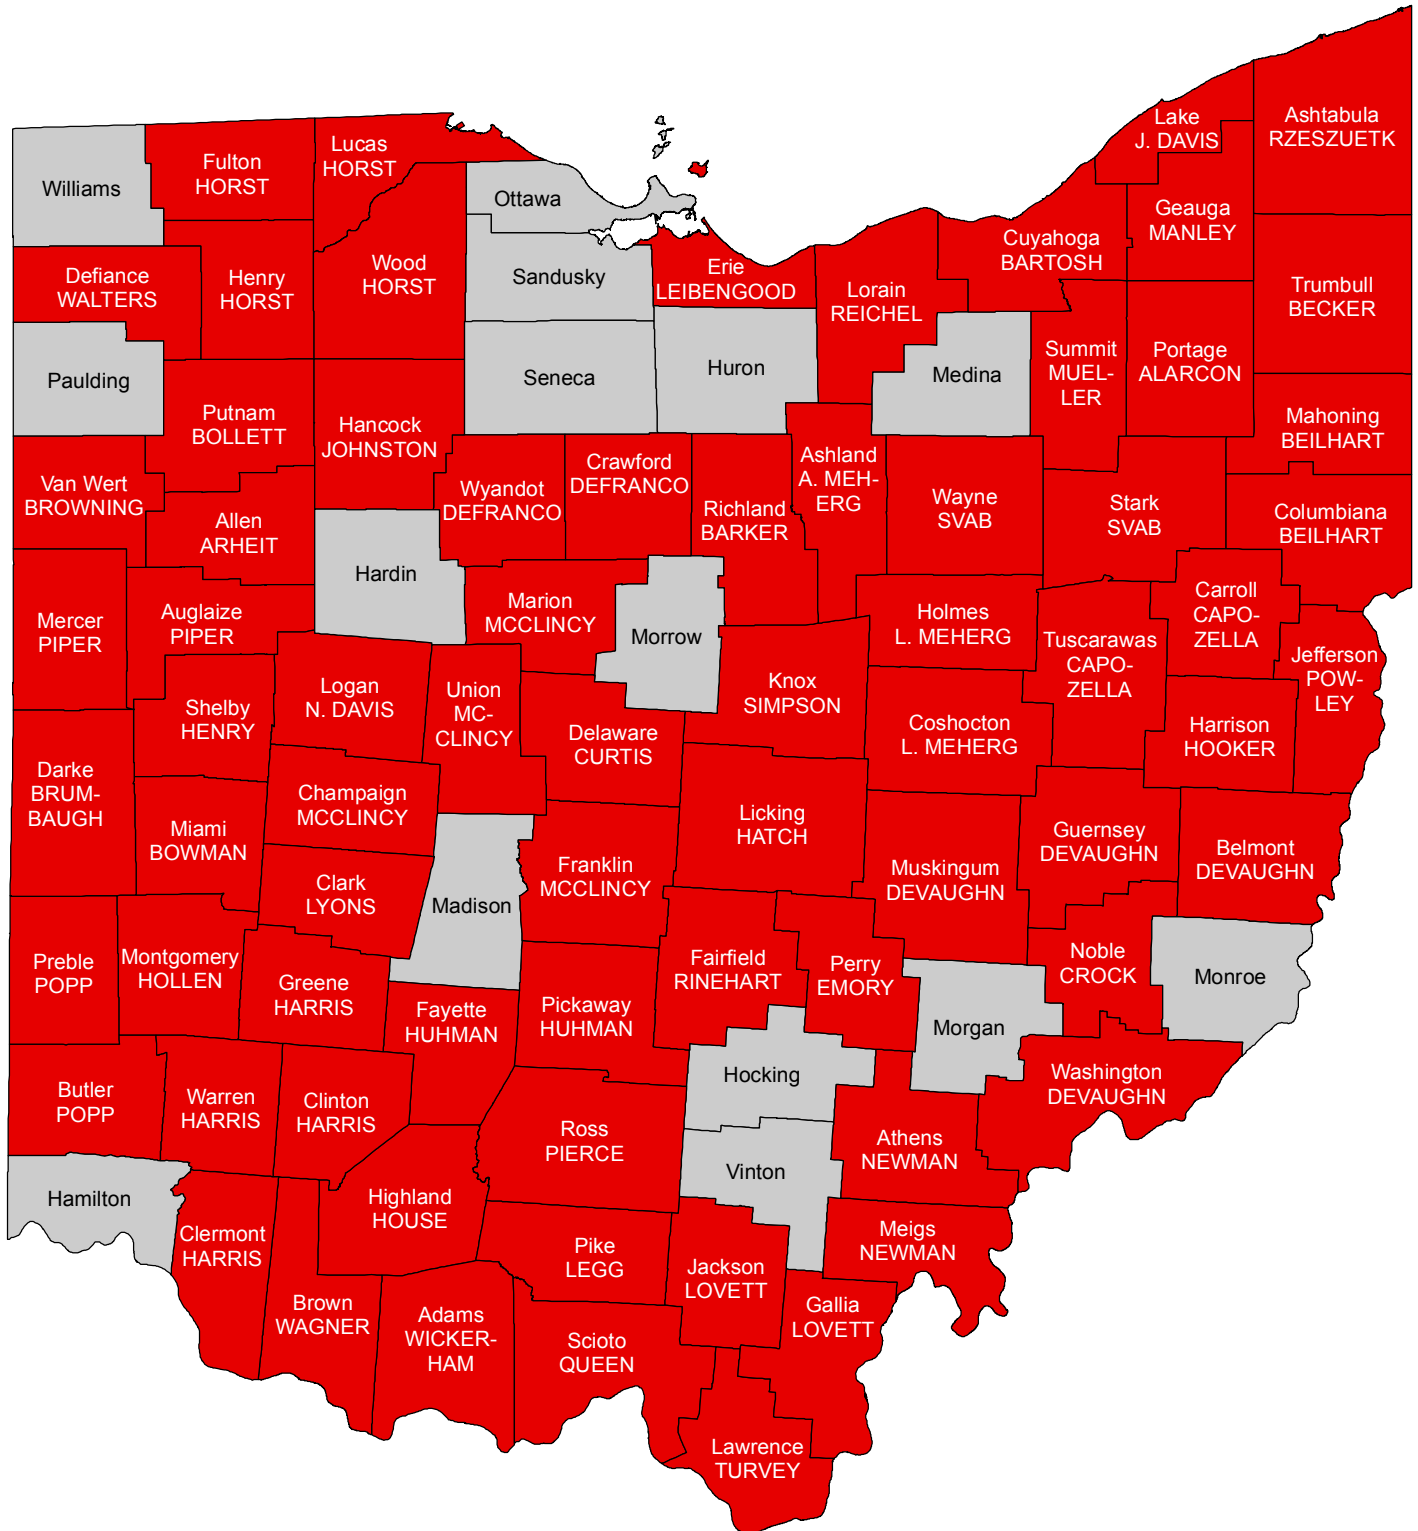 Williams
Fulton
HORST
Lucas
HORST
Ottawa
Lake
J. DAVIS
Ashtabula
RZESZUETK
Geauga
MANLEY
Cuyahoga
BARTOSH
Defiance
WALTERS
Henry
HORST
Wood
HORST
Sandusky
Erie
LEIBENGOOD
Lorain
REICHEL
Trumbull
BECKER
Paulding
Seneca
Huron
Medina
Summit
MUEL-
LER
Portage
ALARCON
Putnam
BOLLETT
Hancock
JOHNSTON
Mahoning
BEILHART
Van Wert
BROWNING
Allen
ARHEIT
Wyandot
DEFRANCO
Crawford
DEFRANCO
Richland
BARKER
Ashland
A. MEH-
ERG
Wayne
SVAB
Stark
SVAB
Columbiana
BEILHART
Hardin
Mercer
PIPER
Auglaize
PIPER
Marion
MCCLINCY
Morrow
Holmes
L. MEHERG
Tuscarawas
CAPO-
ZELLA
Carroll
CAPO-
ZELLA
Jefferson
POW-
LEY
Shelby
HENRY
Logan
N. DAVIS
Union
MC-
CLINCY
Delaware
CURTIS
Knox
SIMPSON
Coshocton
L. MEHERG
Harrison
HOOKER
Darke
BRUM-
BAUGH
Miami
BOWMAN
Champaign
MCCLINCY
Licking
HATCH
Guernsey
DEVAUGHN
Belmont
DEVAUGHN
Clark
LYONS
Madison
Franklin
MCCLINCY
Muskingum
DEVAUGHN
Preble
POPP
Montgomery
HOLLEN
Greene
HARRIS
Fayette
HUHMAN
Pickaway
HUHMAN
Fairfield
RINEHART
Perry
EMORY
Noble
CROCK
Monroe
Morgan
Butler
POPP
Warren
HARRIS
Clinton
HARRIS
Hocking
Washington
DEVAUGHN
Ross
PIERCE
Athens
NEWMAN
Vinton
Hamilton
Clermont
HARRIS
Highland
HOUSE
Pike
LEGG
Jackson
LOVETT
Meigs
NEWMAN
Brown
WAGNER
Adams
WICKER-
HAM
Scioto
QUEEN
Gallia
LOVETT
Lawrence
TURVEY